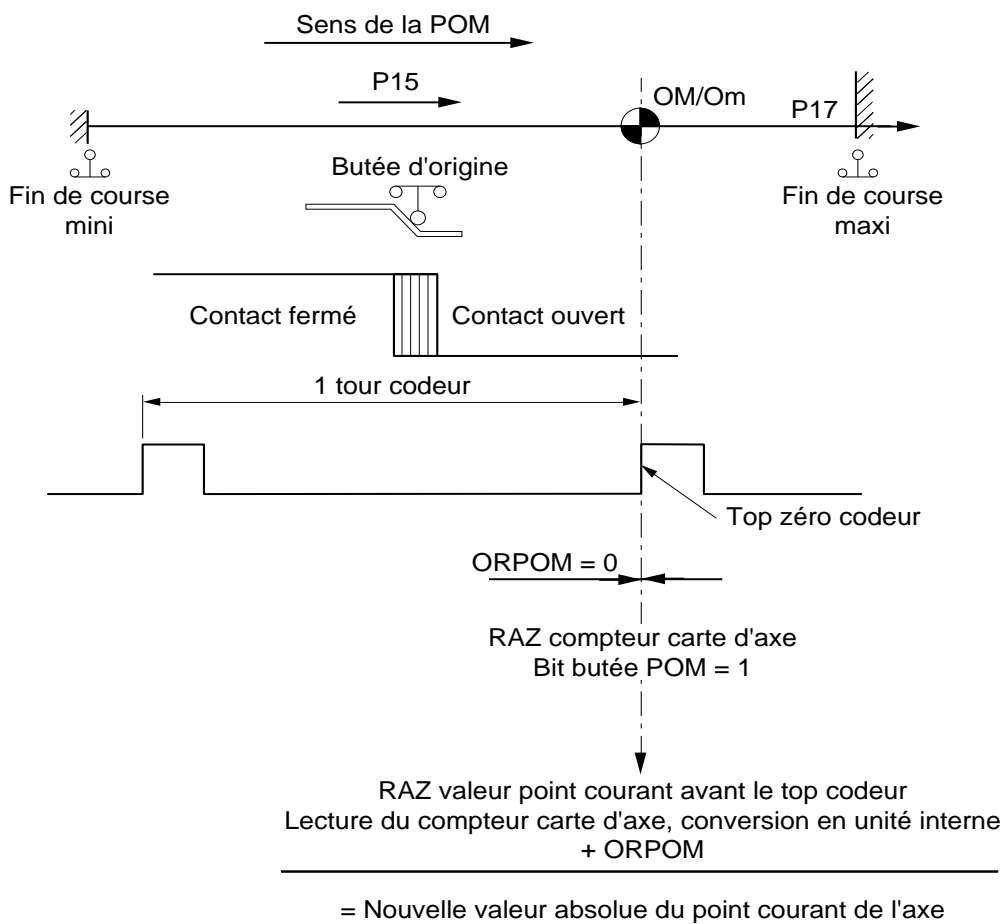 Sens de la POM
P15
OM/Om
P17
Butée d'origine
Fin de course
mini
Fin de course
maxi
Contact fermé
Contact ouvert
1 tour codeur
Top zéro codeur
ORPOM = 0
RAZ compteur carte d'axe
Bit butée POM = 1
RAZ valeur point courant avant le top codeur
Lecture du compteur carte d'axe, conversion en unité interne
+ ORPOM
= Nouvelle valeur absolue du point courant de l'axe